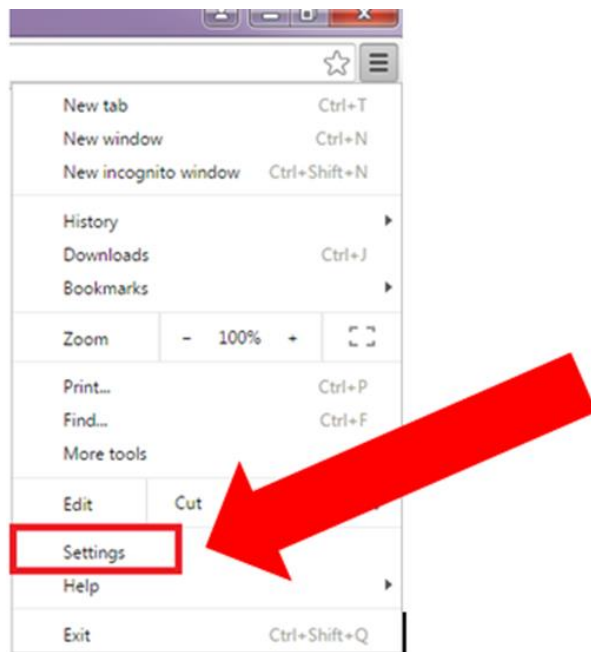 New tab Ctrl+T
New window Ctrl+N
New incognito window Ctrl+Shift+N
History
Downloads Ctrl+J
Bookmarks
Zoom - 100% +
Print... Ctrl+P
Find... Ctrl+F
More tools
Edit Cut
Settings
Help
Exit Ctrl+Shift+Q